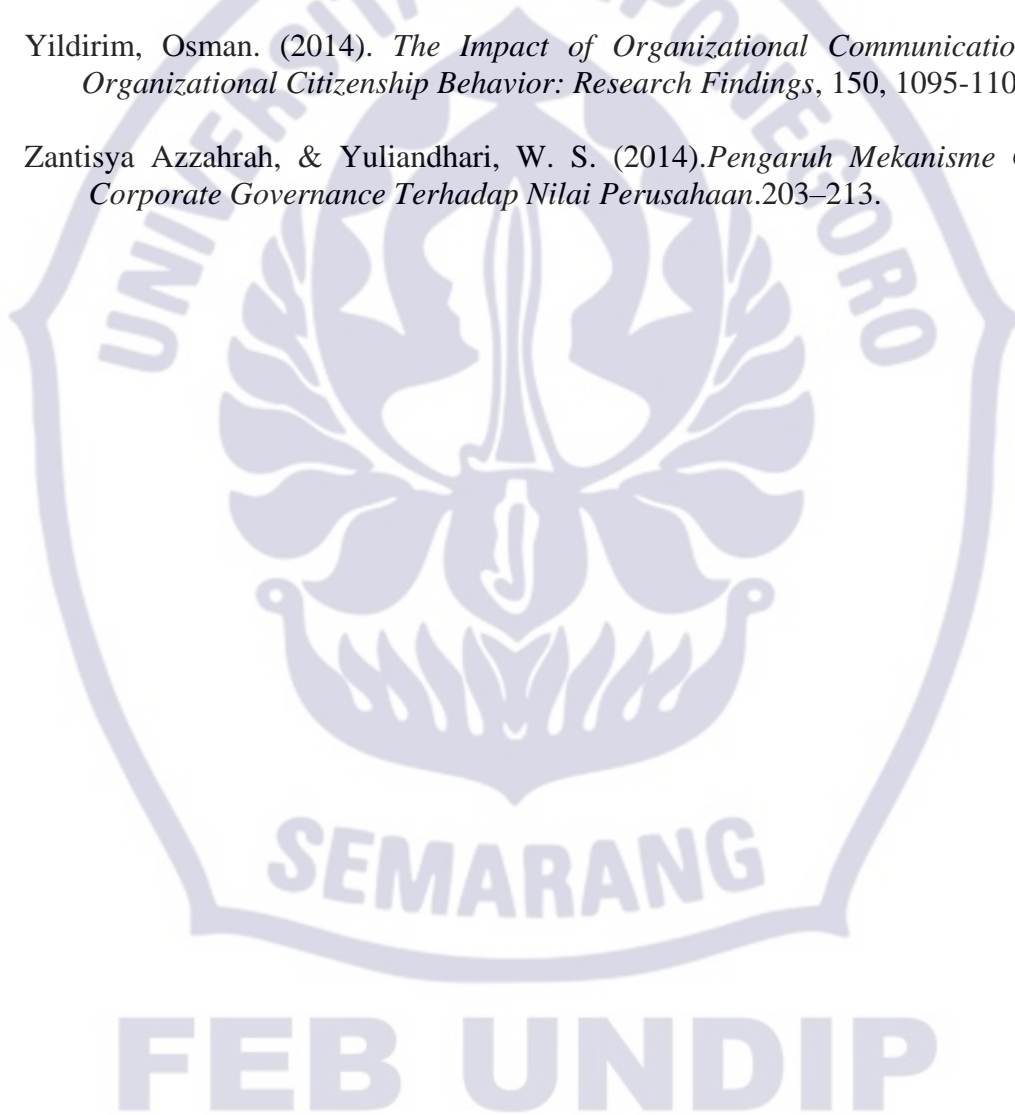 Yildirim, Osman. (2014). The Impact of Organizational Communicatio
Organizational Citizenship Behavior: Research Findings, 150, 1095-110
Zantisya Azzahrah, & Yuliandhari, W. S. (2014).Pengaruh Mekanisme
Corporate Governance Terhadap Nilai Perusahaan.203–213.
SEMARANG
FEB UNDIP